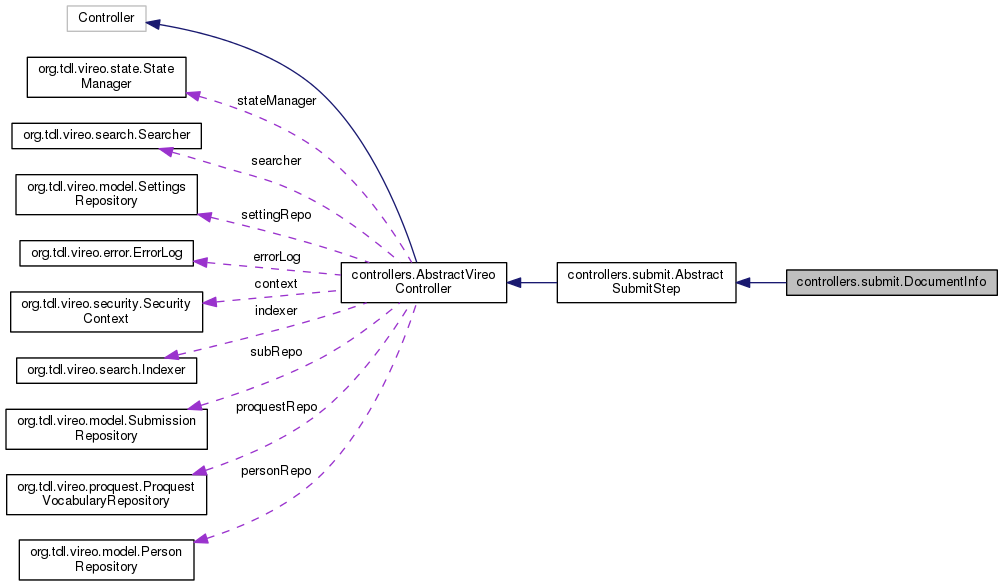 Controller
org.tdl.vireo.state.State
Manager
stateManager
org.tdl.vireo.search.Searcher
searcher
org.tdl.vireo.model.Settings
Repository
settingRepo
org.tdl.vireo.error.ErrorLog
errorLog
controllers.AbstractVireo
Controller
controllers.submit.Abstract
SubmitStep
controllers.submit.DocumentInfo
context
org.tdl.vireo.security.Security
Context
indexer
org.tdl.vireo.search.Indexer
subRepo
org.tdl.vireo.model.Submission
Repository
proquestRepo
org.tdl.vireo.proquest.Proquest
VocabularyRepository
personRepo
org.tdl.vireo.model.Person
Repository